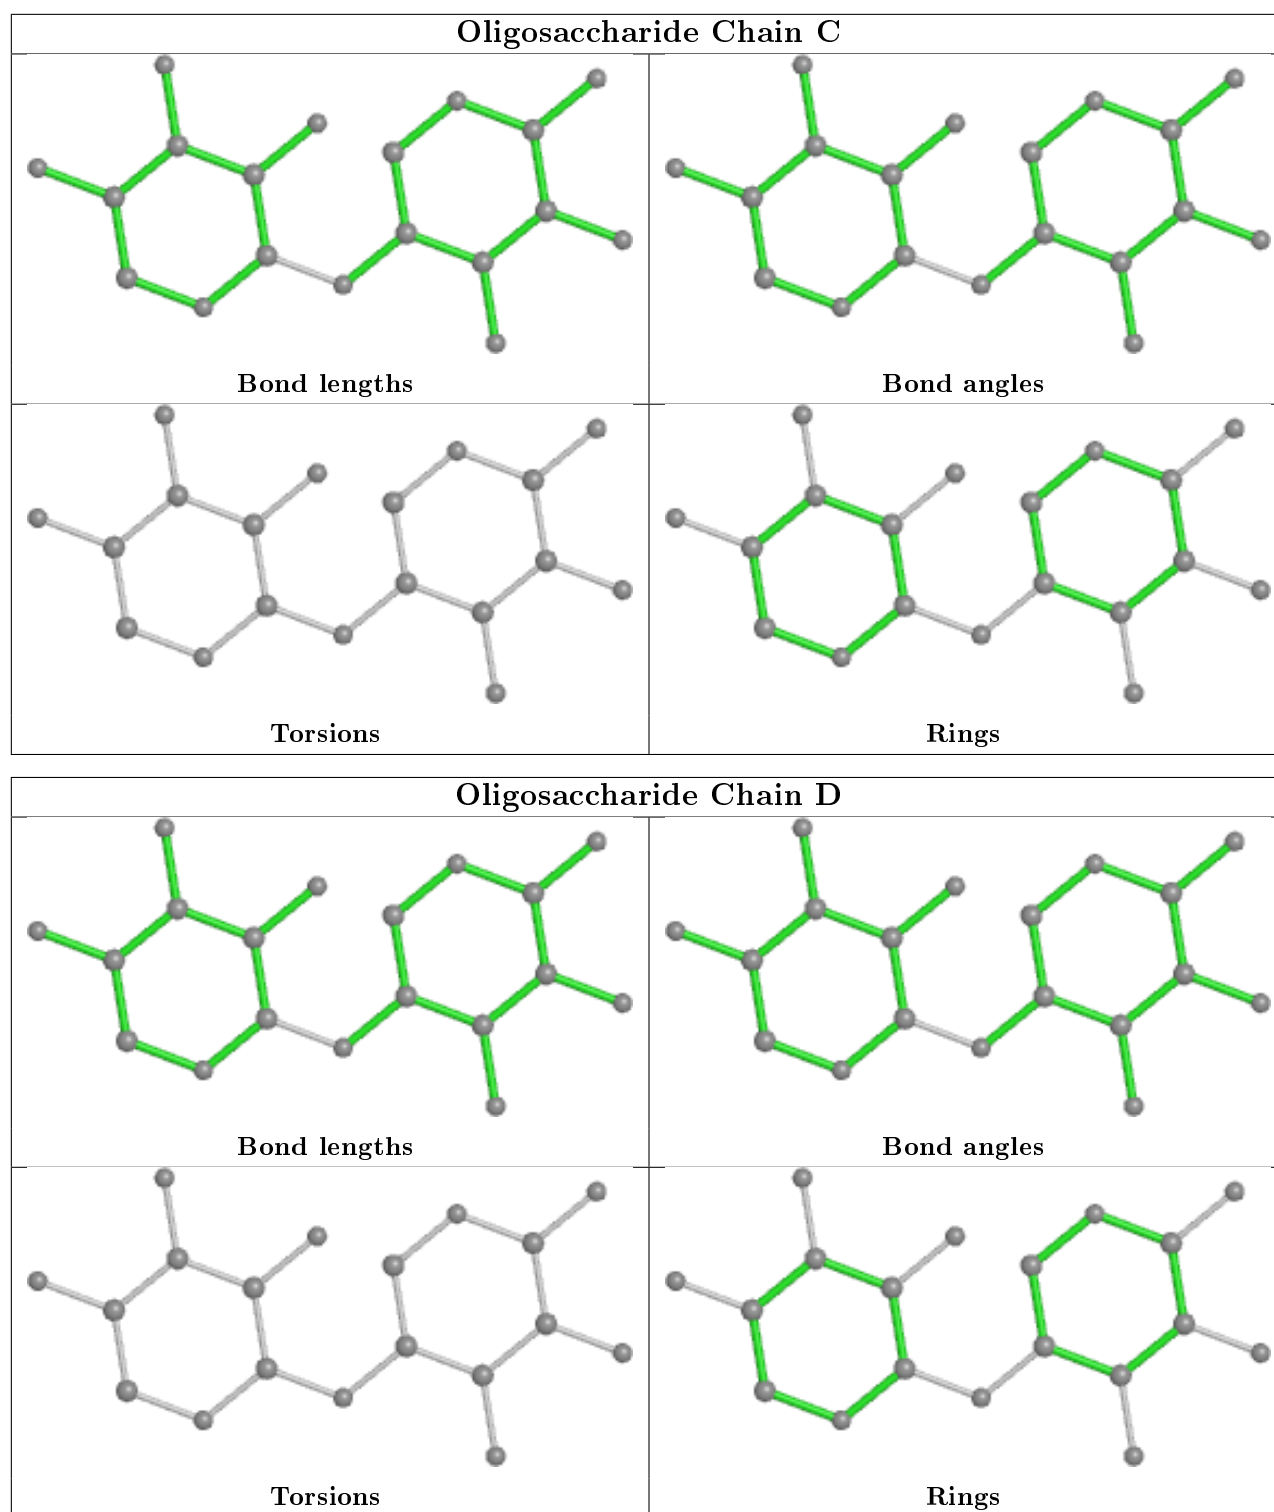 Oligosaccharide Chain C
Bond lengths
Bond angles
Torsions
Rings
Oligosaccharide Chain D
Bond lengths
Bond angles
Torsions
Rings